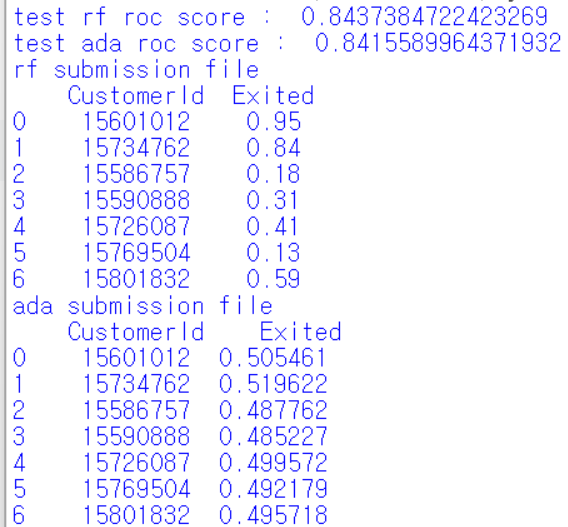 test rf roc score :  0.8437384722423269
test ada roc score :  0.8415589964371932
rf submission file
    CustomerId  Exited
0     15601012    0.95
1     15734762    0.84
2     15586757    0.18
3     15590888    0.31
4     15726087    0.41
5     15769504    0.13
6     15801832    0.59
ada submission file
    CustomerId    Exited
0     15601012  0.505461
1     15734762  0.519622
2     15586757  0.487762
3     15590888  0.485227
4     15726087  0.499572
5     15769504  0.492179
6     15801832  0.495718